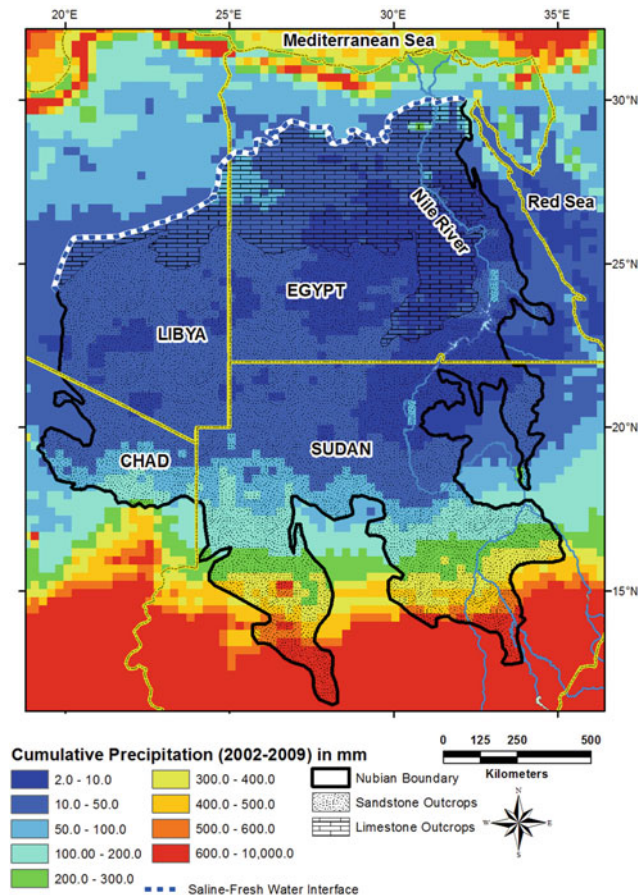 20°E 25°E 30°E 35°E
Mediterranean Sea
30°N
Nile River
Red Sea
25°N
EGYPT
LIBYA
20°N
CHAD
SUDAN
15°N
Cumulative Precipitation (2002-2009) in mm
2.0 - 10.0
10.0 - 50.0
50.0 - 100.0
100.00 - 200.0
200.0 - 300.0
300.0 - 400.0
400.0 - 500.0
500.0 - 600.0
600.0 - 10,000.0
Saline-Fresh Water Interface
0 125 250 500
Kilometers
Nubian Boundary
Sandstone Outcrops
Limestone Outcrops
N
W E
S